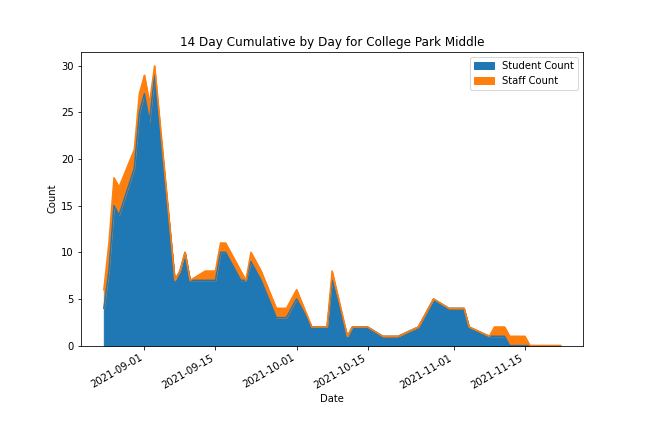 14 Day Cumulative by Day for College Park Middle
Student Count
Staff Count
30
25
20
15
10
5
0
Count
2021-09-01
2021-09-15
2021-10-01
2021-10-15
2021-11-01
2021-11-15
Date